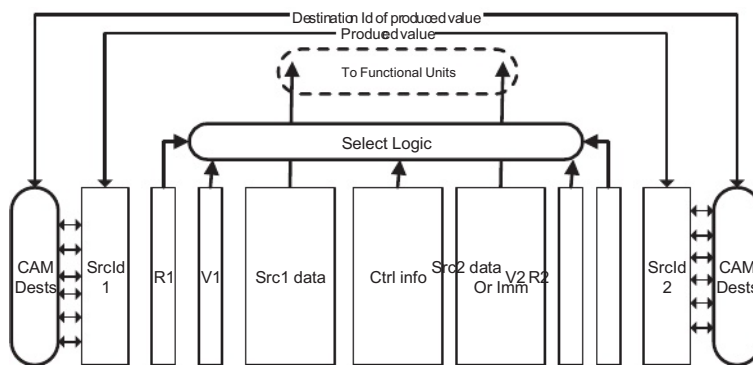 Destination Id of produced value
Produced value
To Functional Units
Select Logic
CAM
Dests
SrcId
1
R1
V1
Src1 data
Ctrl info
Src2 data
Or Imm
V2
R2
SrcId
2
CAM
Dests